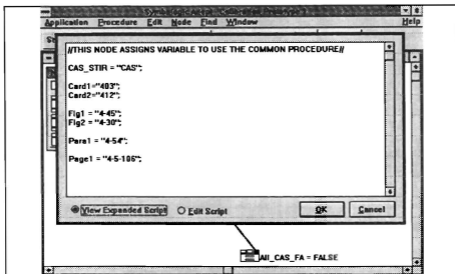 Application Procedure Edit Node Find Window Help
//THIS NODE ASSIGNS VARIABLE TO USE THE COMMON PROCEDURE//
CAS_STIR = "CAS";
Card1="403";
Card2="412";
Fig1 = "4-45";
Fig2 = "4-30";
Para1 = "4-54";
Page1 = "4-5-106";
View Expanded Script Edit Script OK Cancel
All_CAS_FA = FALSE